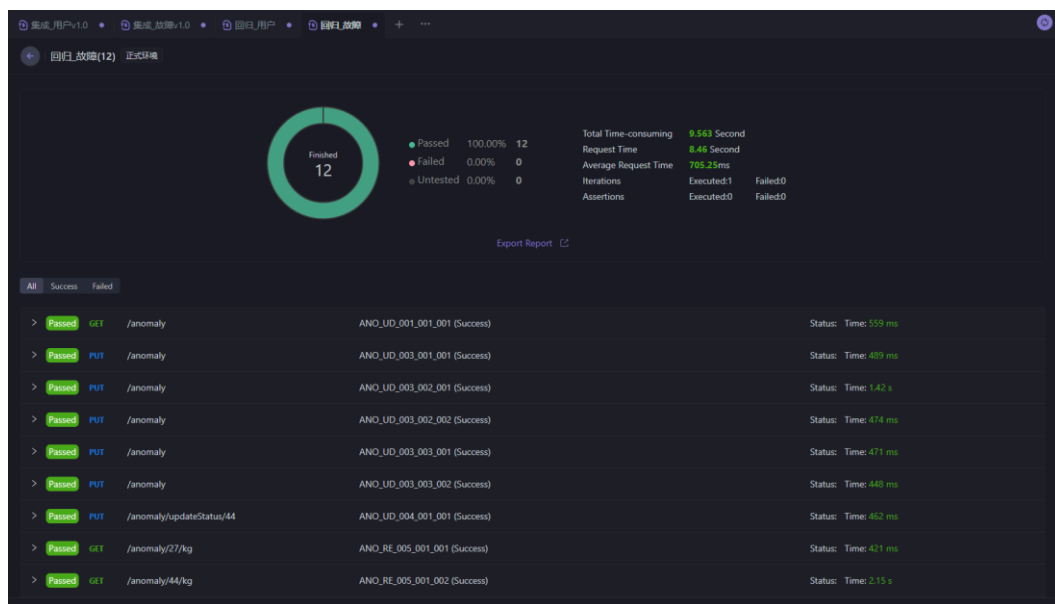 集成_用户v1.0 集成_故障v1.0 回归_用户 回归_故障
回归_故障(12) 正式环境
Finished
12
Passed 100.00% 12
Failed 0.00% 0
Untested 0.00% 0
Total Time-consuming 9.563 Second
Request Time 8.46 Second
Average Request Time 705.25ms
Iterations Executed:1 Failed:0
Assertions Executed:0 Failed:0
Export Report
All Success Failed
Passed GET /anomaly ANO_UD_001_001_001 (Success) Status: Time: 559 ms
Passed PUT /anomaly ANO_UD_003_001_001 (Success) Status: Time: 489 ms
Passed PUT /anomaly ANO_UD_003_002_001 (Success) Status: Time: 1.42 s
Passed PUT /anomaly ANO_UD_003_002_002 (Success) Status: Time: 474 ms
Passed PUT /anomaly ANO_UD_003_003_001 (Success) Status: Time: 471 ms
Passed PUT /anomaly ANO_UD_003_003_002 (Success) Status: Time: 448 ms
Passed PUT /anomaly/updateStatus/44 ANO_UD_004_001_001 (Success) Status: Time: 462 ms
Passed GET /anomaly/27/kg ANO_RE_005_001_001 (Success) Status: Time: 421 ms
Passed GET /anomaly/44/kg ANO_RE_005_001_002 (Success) Status: Time: 2.15 s